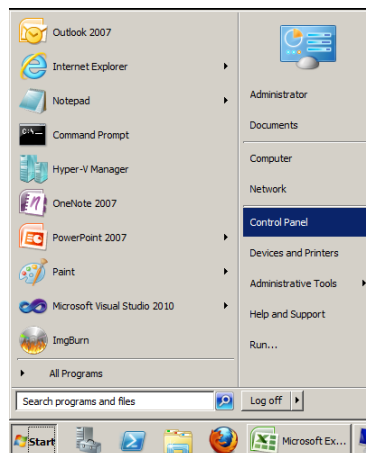 Outlook 2007
Internet Explorer
Notepad
C:\
Command Prompt
Hyper-V Manager
OneNote 2007
PowerPoint 2007
Paint
Microsoft Visual Studio 2010
ImgBurn
All Programs
Search programs and files
Administrator
Documents
Computer
Network
Control Panel
Devices and Printers
Administrative Tools
Help and Support
Run...
Log off
Start
Microsoft Ex...